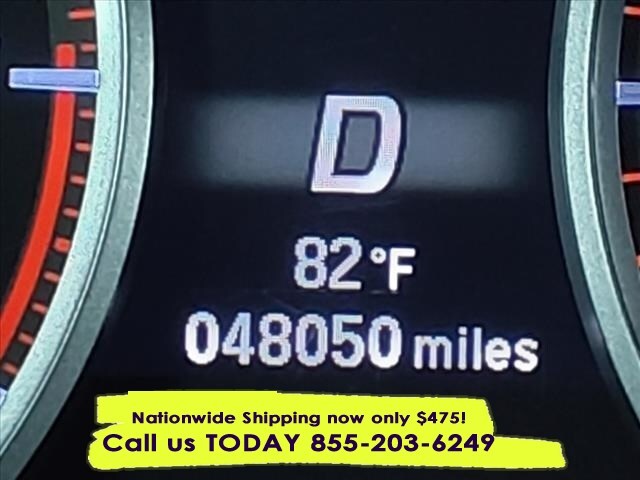 D
82°F
048050 miles
Nationwide Shipping now only $475!
Call us TODAY 855-203-6249